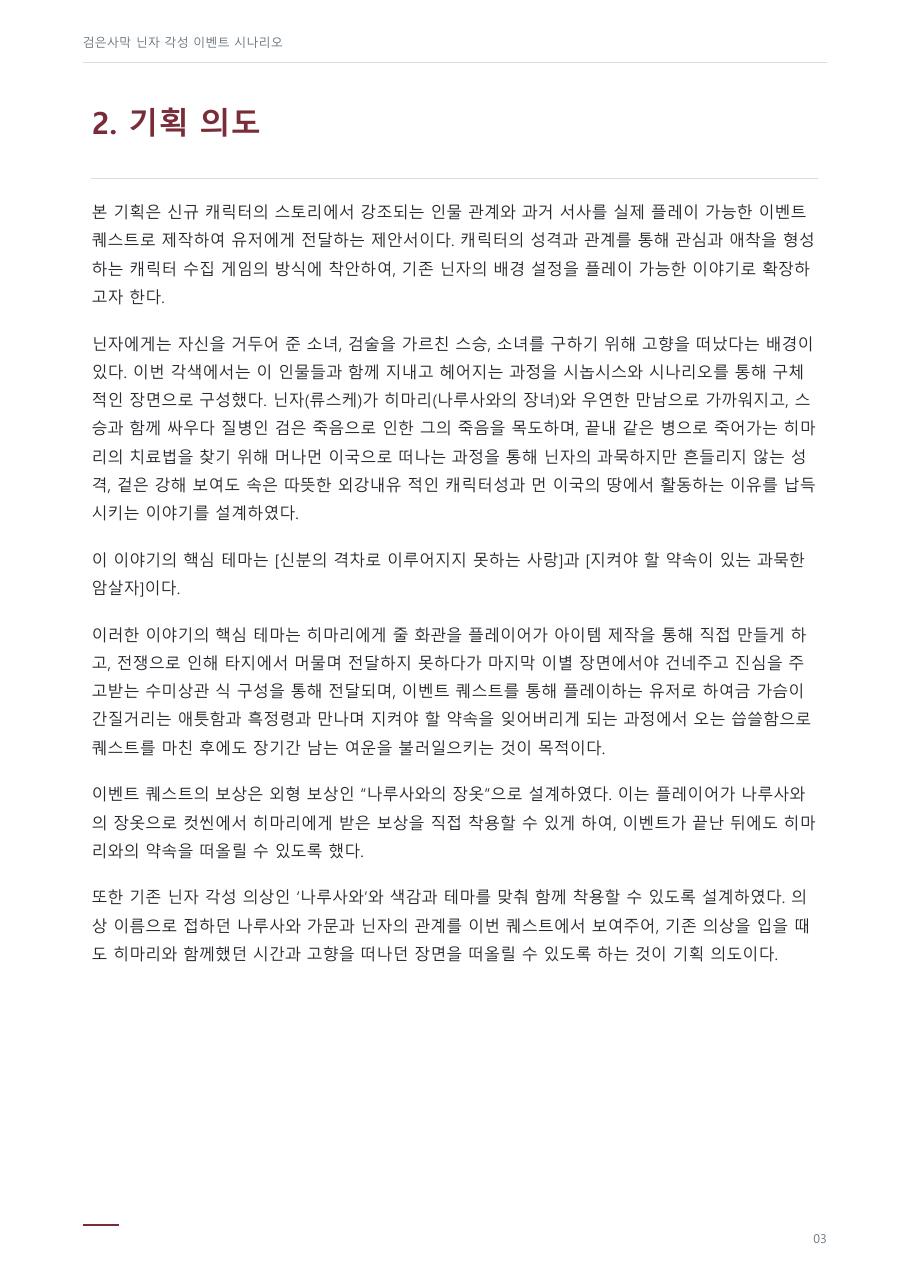 검은사막 닌자 각성 이벤트 시나리오
2. 기획 의도
본 기획은 신규 캐릭터의 스토리에서 강조되는 인물 관계와 과거 서사를 실제 플레이 가능한 이벤트
퀘스트로 제작하여 유저에게 전달하는 제안서이다. 캐릭터의 성격과 관계를 통해 관심과 애착을 형성
하는 캐릭터 수집 게임의 방식에 착안하여, 기존 닌자의 배경 설정을 플레이 가능한 이야기로 확장하
고자 한다.
닌자에게는 자신을 거두어 준 소녀, 검술을 가르친 스승, 소녀를 구하기 위해 고향을 떠났다는 배경이
있다. 이번 각색에서는 이 인물들과 함께 지내고 헤어지는 과정을 시놉시스와 시나리오를 통해 구체
적인 장면으로 구성했다. 닌자(류스케)가 히마리(나루사와의 장녀)와 우연한 만남으로 가까워지고, 스
승과 함께 싸우다 질병인 검은 죽음으로 인한 그의 죽음을 목도하며, 끝내 같은 병으로 죽어가는 히마
리의 치료법을 찾기 위해 머나먼 이국으로 떠나는 과정을 통해 닌자의 과묵하지만 흔들리지 않는 성
격, 겉은 강해 보여도 속은 따뜻한 외강내유 적인 캐릭터성과 먼 이국의 땅에서 활동하는 이유를 납득
시키는 이야기를 설계하였다.
이 이야기의 핵심 테마는 [신분의 격차로 이루어지지 못하는 사랑]과 [지켜야 할 약속이 있는 과묵한
암살자]이다.
이러한 이야기의 핵심 테마는 히마리에게 줄 화관을 플레이어가 아이템 제작을 통해 직접 만들게 하
고, 전쟁으로 인해 타지에서 머물며 전달하지 못하다가 마지막 이별 장면에서야 건네주고 진심을 주
고받는 수미상관 식 구성을 통해 전달되며, 이벤트 퀘스트를 통해 플레이하는 유저로 하여금 가슴이
간질거리는 애틋함과 흑정령과 만나며 지켜야 할 약속을 잊어버리게 되는 과정에서 오는 씁쓸함으로
퀘스트를 마친 후에도 장기간 남는 여운을 불러일으키는 것이 목적이다.
이벤트 퀘스트의 보상은 외형 보상인 “나루사와의 장옷”으로 설계하였다. 이는 플레이어가 나루사와
의 장옷으로 컷씬에서 히마리에게 받은 보상을 직접 착용할 수 있게 하여, 이벤트가 끝난 뒤에도 히마
리와의 약속을 떠올릴 수 있도록 했다.
또한 기존 닌자 각성 의상인 ‘나루사와’와 색감과 테마를 맞춰 함께 착용할 수 있도록 설계하였다. 의
상 이름으로 접하던 나루사와 가문과 닌자의 관계를 이번 퀘스트에서 보여주어, 기존 의상을 입을 때
도 히마리와 함께했던 시간과 고향을 떠나던 장면을 떠올릴 수 있도록 하는 것이 기획 의도이다.
03